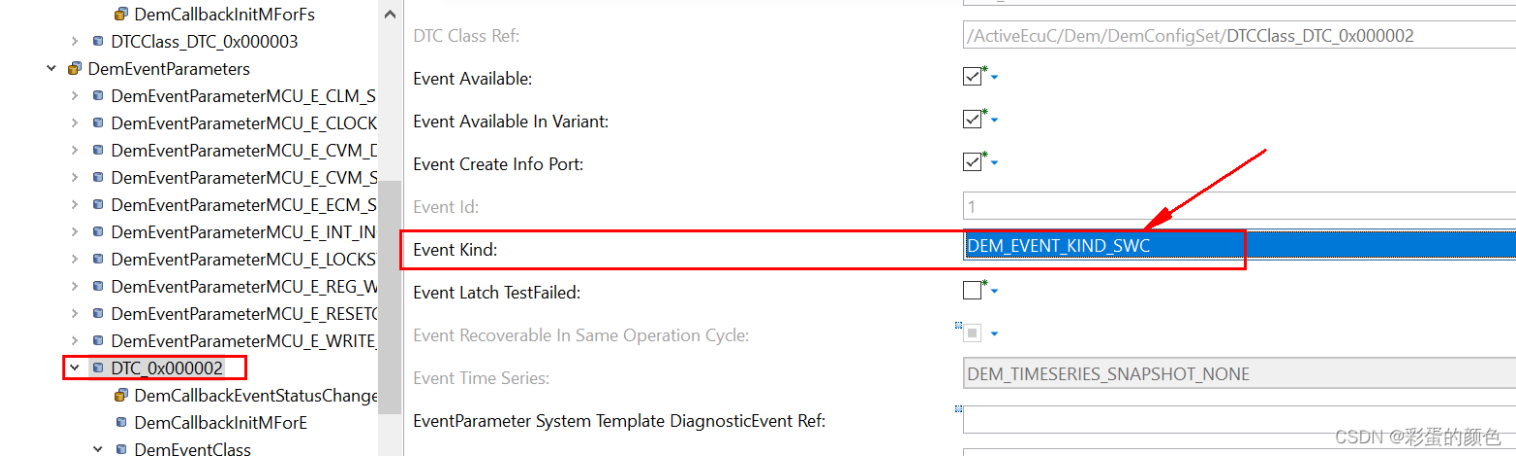 DemCallbackInitMForFs
DTCClass_DTC_0x000003
DemEventParameters
DemEventParameterMCU_E_CLM_S
DemEventParameterMCU_E_CLOCK
DemEventParameterMCU_E_CVM_D
DemEventParameterMCU_E_CVM_S
DemEventParameterMCU_E_ECM_S
DemEventParameterMCU_E_INT_IN
DemEventParameterMCU_E_LOCKS
DemEventParameterMCU_E_REG_W
DemEventParameterMCU_E_RESETC
DemEventParameterMCU_E_WRITE_
DTC_0x000002
DemCallbackEventStatusChange
DemCallbackInitMForE
DemEventClass
DTC Class Ref: /ActiveEcuC/Dem/DemConfigSet/DTCClass_DTC_0x000002
Event Available:
Event Available In Variant:
Event Create Info Port:
Event Id: 1
Event Kind: DEM_EVENT_KIND_SWC
Event Latch TestFailed:
Event Recoverable In Same Operation Cycle:
Event Time Series: DEM_TIMESERIES_SNAPSHOT_NONE
EventParameter System Template DiagnosticEvent Ref:
CSDN @彩蛋的颜色